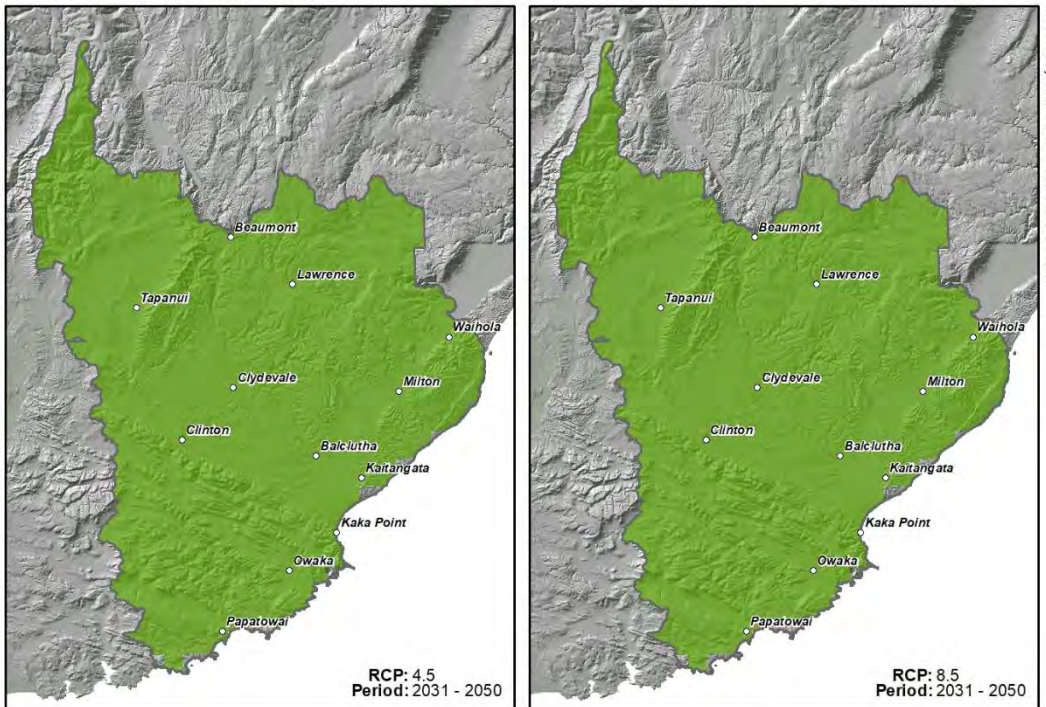 Beaumont
Lawrence
Tapanui
Waihola
Clydevale
Milton
Clinton
Balclutha
Kaitangata
Kaka Point
Owaka
Papatowai
RCP: 4.5
Period: 2031 - 2050
Beaumont
Lawrence
Tapanui
Waihola
Clydevale
Milton
Clinton
Balclutha
Kaitangata
Kaka Point
Owaka
Papatowai
RCP: 8.5
Period: 2031 - 2050